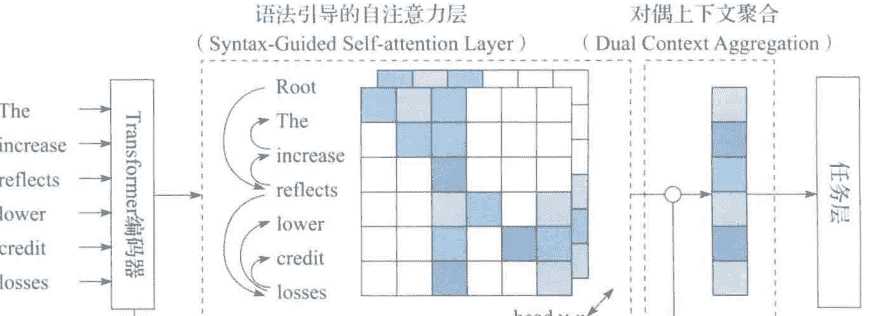 语法引导的自注意力层
（Syntax-Guided Self-attention Layer）
对偶上下文聚合
（Dual Context Aggregation）
The
increase
reflects
lower
credit
losses
Transformer编码器
Root
The
increase
reflects
lower
credit
losses
任务层